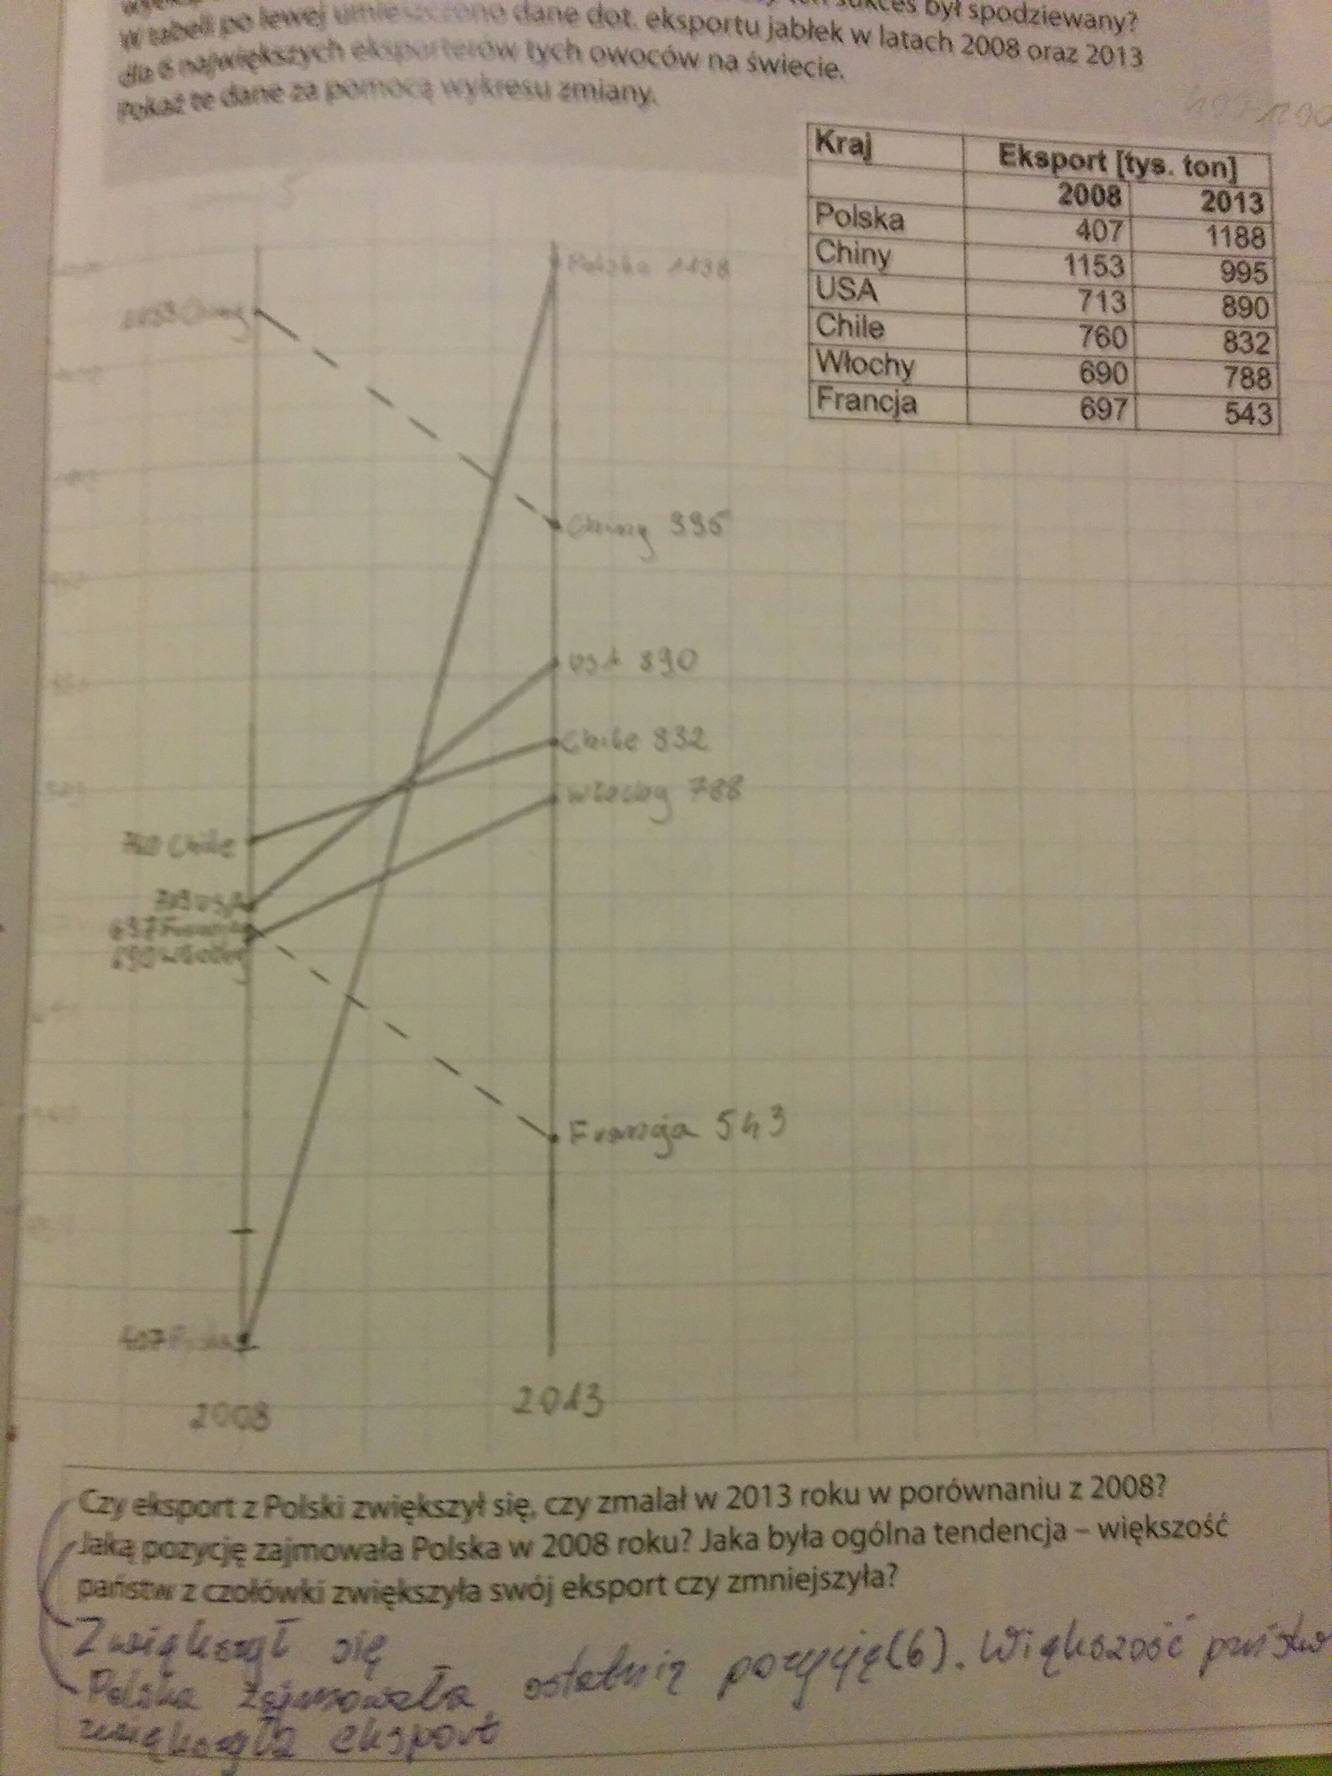 sukces był spodziewany?
W tabeli po lewej umieszczono dane dot. eksportu jabłek w latach 2008 oraz 2013
dla 6 największych eksporterów tych owoców na świecie.
Pokaż te dane za pomocą wykresu zmiany.
Kraj Eksport [tys. ton]
2008 2013
Polska 407 1188
Chiny 1153 995
USA 713 890
Chile 760 832
Włochy 690 788
Francja 697 543
Polska
Chiny
Chiny 995
USA 890
Chile 832
Włochy 788
760 Chile
713 USA
697 Francja
690 Włochy
Francja 543
407 Polska
2008 2013
Czy eksport z Polski zwiększył się, czy zmalał w 2013 roku w porównaniu z 2008?
Jaką pozycję zajmowała Polska w 2008 roku? Jaka była ogólna tendencja – większość
państw z czołówki zwiększyła swój eksport czy zmniejszyła?
Zwiększył się
Polska zajmowała ostatnią pozycję (6). Większość państw
zwiększyła eksport